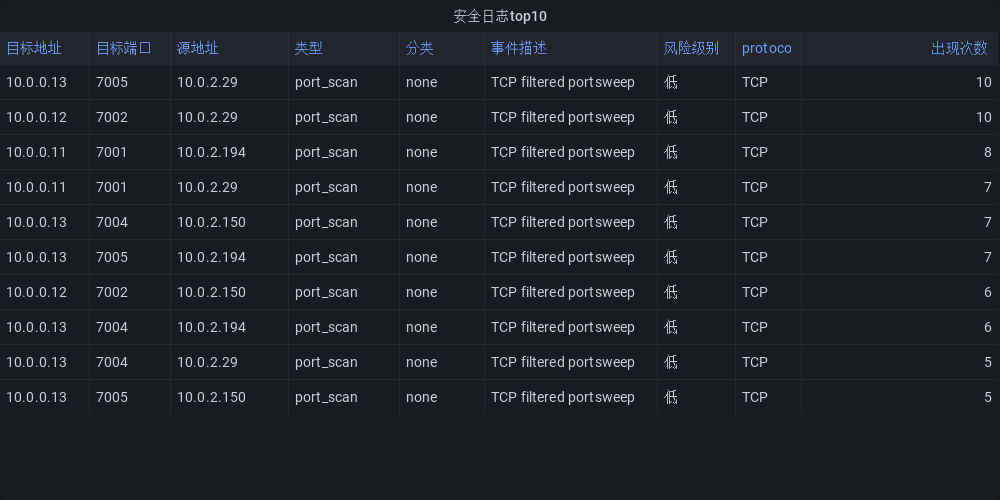 安全日志top10
目标地址 目标端口 源地址 类型 分类 事件描述 风险级别 protoco 出现次数
10.0.0.13 7005 10.0.2.29 port_scan none TCP filtered portsweep 低 TCP 10
10.0.0.12 7002 10.0.2.29 port_scan none TCP filtered portsweep 低 TCP 10
10.0.0.11 7001 10.0.2.194 port_scan none TCP filtered portsweep 低 TCP 8
10.0.0.11 7001 10.0.2.29 port_scan none TCP filtered portsweep 低 TCP 7
10.0.0.13 7004 10.0.2.150 port_scan none TCP filtered portsweep 低 TCP 7
10.0.0.13 7005 10.0.2.194 port_scan none TCP filtered portsweep 低 TCP 7
10.0.0.12 7002 10.0.2.150 port_scan none TCP filtered portsweep 低 TCP 6
10.0.0.13 7004 10.0.2.194 port_scan none TCP filtered portsweep 低 TCP 6
10.0.0.13 7004 10.0.2.29 port_scan none TCP filtered portsweep 低 TCP 5
10.0.0.13 7005 10.0.2.150 port_scan none TCP filtered portsweep 低 TCP 5